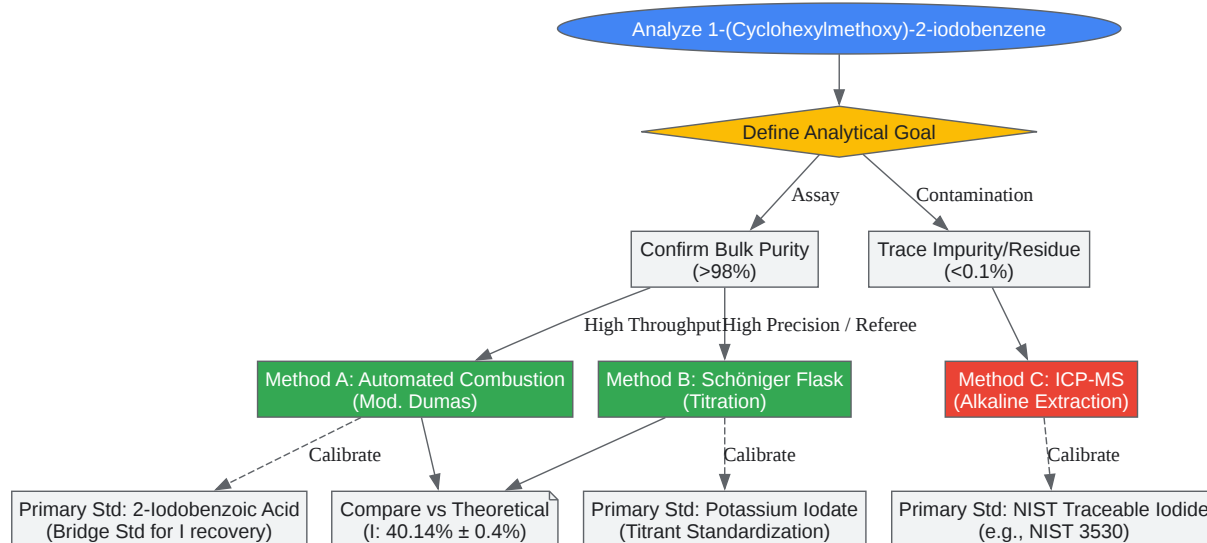 Analyze 1-(Cyclohexylmethoxy)-2-iodobenzene
Define Analytical Goal
Assay
Contamination
Confirm Bulk Purity
(>98%)
Trace Impurity/Residue
(<0.1%)
High Throughput
High Precision / Referee
Method A: Automated Combustion
(Mod. Dumas)
Method B: Schöniger Flask
(Titration)
Method C: ICP-MS
(Alkaline Extraction)
Calibrate
Calibrate
Calibrate
Primary Std: 2-Iodobenzoic Acid
(Bridge Std for I recovery)
Compare vs Theoretical
(I: 40.14% ± 0.4%)
Primary Std: Potassium Iodate
(Titrant Standardization)
Primary Std: NIST Traceable Iodide
(e.g., NIST 3530)